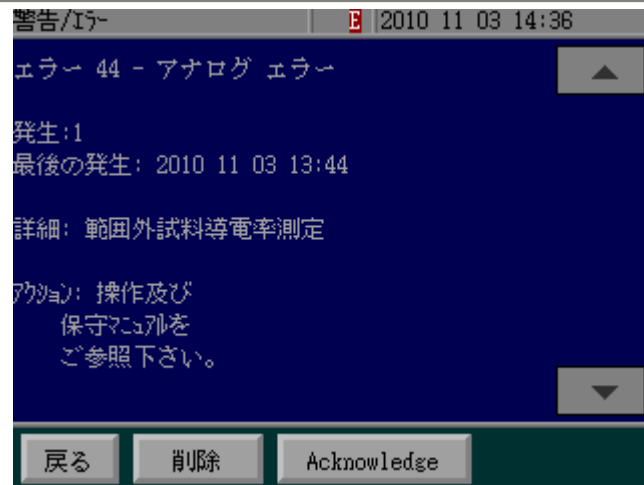 警告/ｴﾗｰ E 2010 11 03 14:36
エラー 44 - アナログ エラー
発生:1
最後の発生: 2010 11 03 13:44
詳細: 範囲外試料導電率測定
ｱｸｼｮﾝ: 操作及び
保守ﾏﾆｭｱﾙを
ご参照下さい。
戻る 削除 Acknowledge